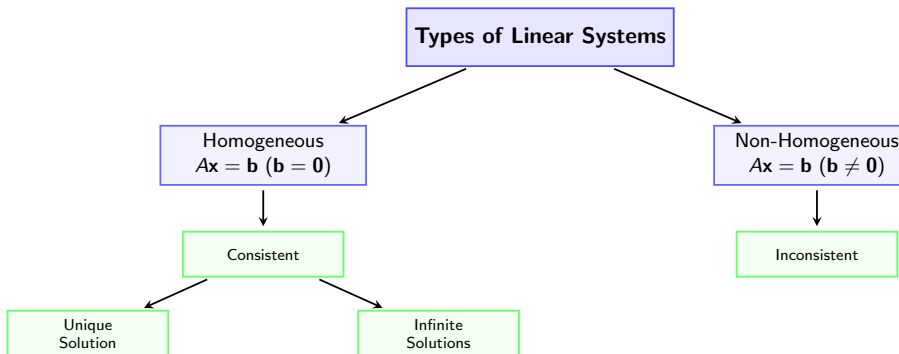 Types of Linear Systems
Homogeneous
Ax = b (b = 0)
Non-Homogeneous
Ax = b (b ≠ 0)
Consistent
Inconsistent
Unique
Solution
Infinite
Solutions